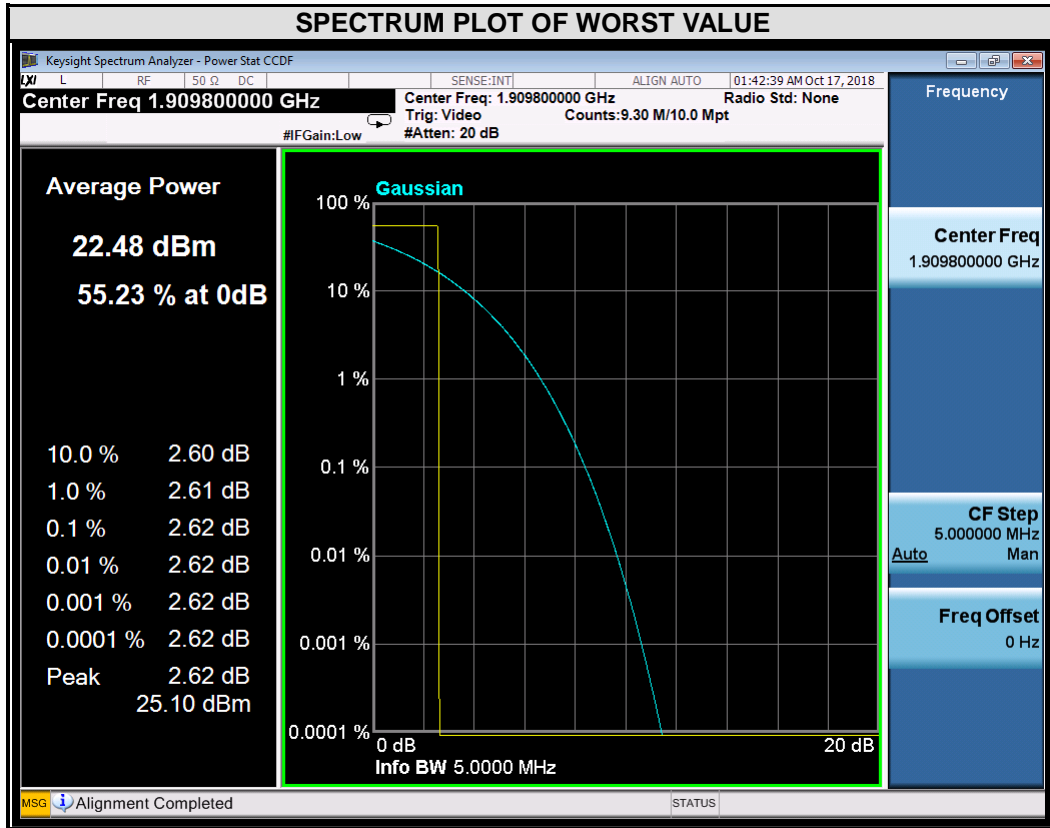 SPECTRUM PLOT OF WORST VALUE
Keysight Spectrum Analyzer - Power Stat CCDF
LXI L RF 50 Ω DC SENSE:INT ALIGN AUTO 01:42:39 AM Oct 17, 2018
Center Freq 1.909800000 GHz
Center Freq: 1.909800000 GHz Radio Std: None
Trig: Video Counts:9.30 M/10.0 Mpt
#IFGain:Low #Atten: 20 dB
Average Power
22.48 dBm
55.23 % at 0dB
10.0 % 2.60 dB
1.0 % 2.61 dB
0.1 % 2.62 dB
0.01 % 2.62 dB
0.001 % 2.62 dB
0.0001 % 2.62 dB
Peak 2.62 dB
25.10 dBm
Gaussian
100 %
10 %
1 %
0.1 %
0.01 %
0.001 %
0.0001 %
0 dB 20 dB
Info BW 5.0000 MHz
Frequency
Center Freq
1.909800000 GHz
CF Step
5.000000 MHz
Auto Man
Freq Offset
0 Hz
MSG Alignment Completed STATUS